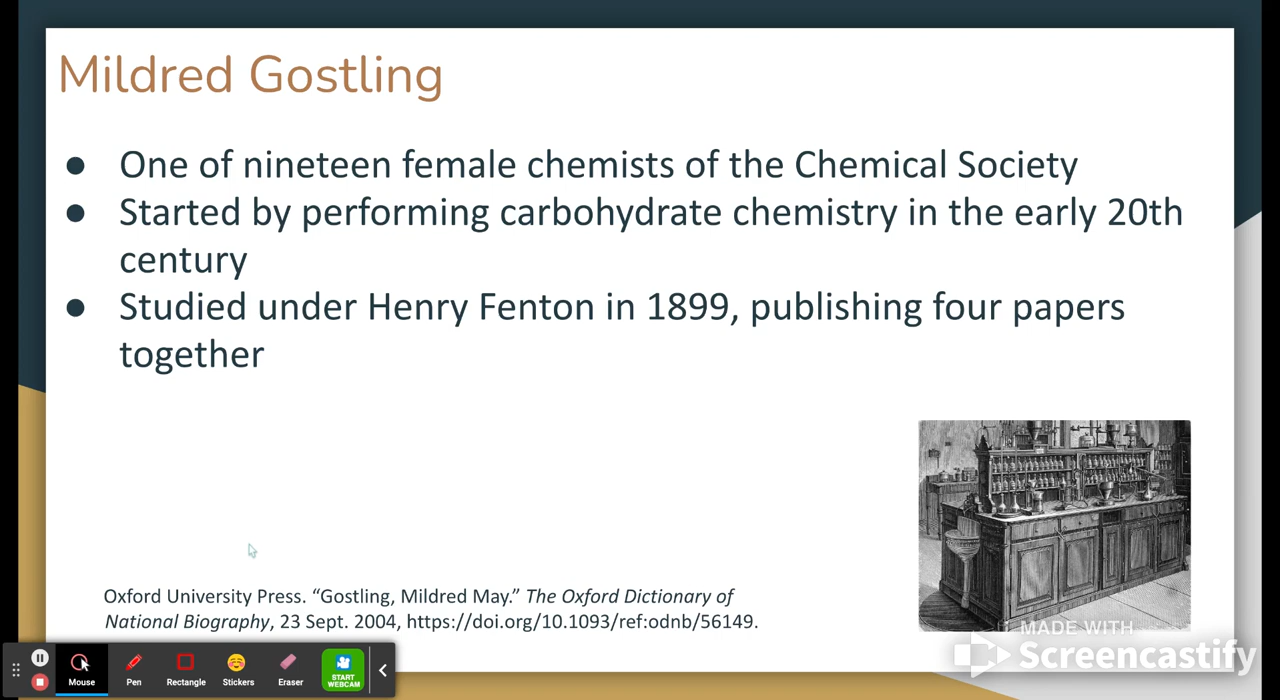 Mildred Gostling
● One of nineteen female chemists of the Chemical Society
● Started by performing carbohydrate chemistry in the early 20th
century
● Studied under Henry Fenton in 1899, publishing four papers
together
Oxford University Press. “Gostling, Mildred May.” The Oxford Dictionary of
National Biography, 23 Sept. 2004, https://doi.org/10.1093/ref:odnb/56149.
MADE WITH
Screencastify
Mouse
Pen
Rectangle
Stickers
Eraser
START
WEBCAM